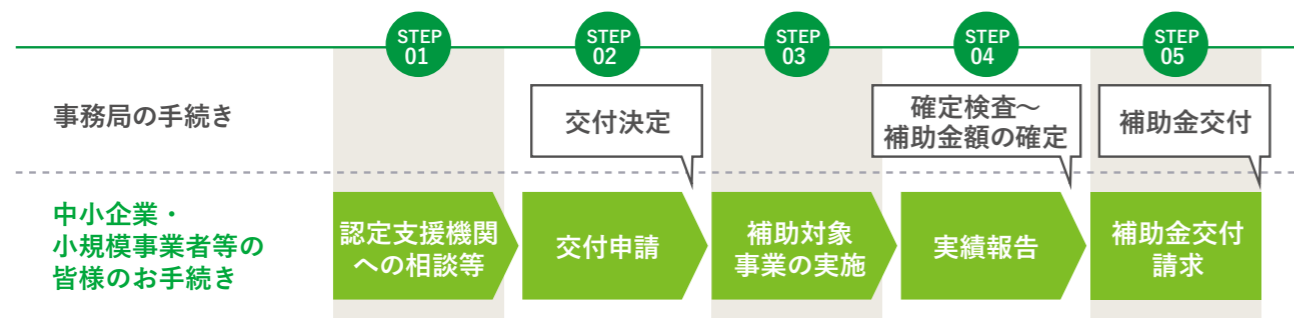 STEP
01
STEP
02
STEP
03
STEP
04
STEP
05
事務局の手続き
交付決定
確定検査～
補助金額の確定
補助金交付
中小企業・
小規模事業者等の
皆様のお手続き
認定支援機関
への相談等
交付申請
補助対象
事業の実施
実績報告
補助金交付
請求